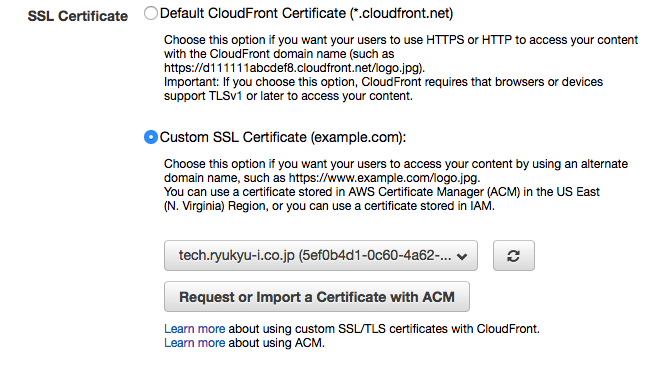 SSL Certificate
Default CloudFront Certificate (*.cloudfront.net)
Choose this option if you want your users to use HTTPS or HTTP to access your content
with the CloudFront domain name (such as
https://d111111abcdef8.cloudfront.net/logo.jpg).
Important: If you choose this option, CloudFront requires that browsers or devices
support TLSv1 or later to access your content.
Custom SSL Certificate (example.com):
Choose this option if you want your users to access your content by using an alternate
domain name, such as https://www.example.com/logo.jpg.
You can use a certificate stored in AWS Certificate Manager (ACM) in the US East
(N. Virginia) Region, or you can use a certificate stored in IAM.
tech.ryukyu-i.co.jp (5ef0b4d1-0c60-4a62-...
Request or Import a Certificate with ACM
Learn more about using custom SSL/TLS certificates with CloudFront.
Learn more about using ACM.